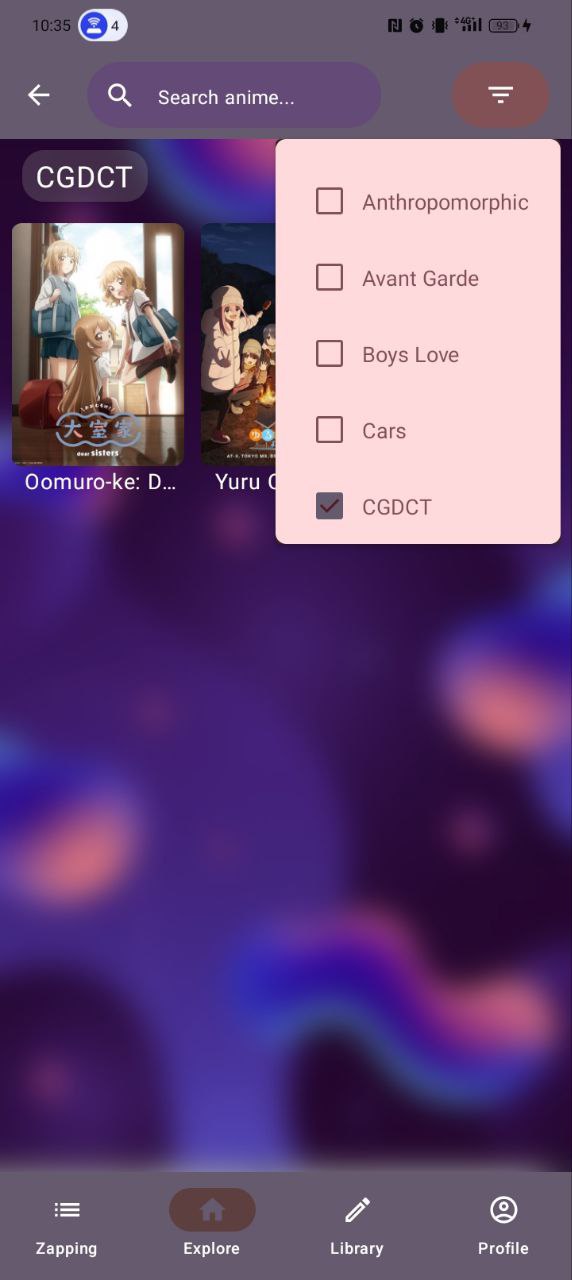 10:35 4 4G+ 93
Search anime...
CGDCT
Anthropomorphic
Avant Garde
Boys Love
Cars
CGDCT
大室家
dear sisters
Oomuro-ke: D...
Yuru C
Zapping
Explore
Library
Profile